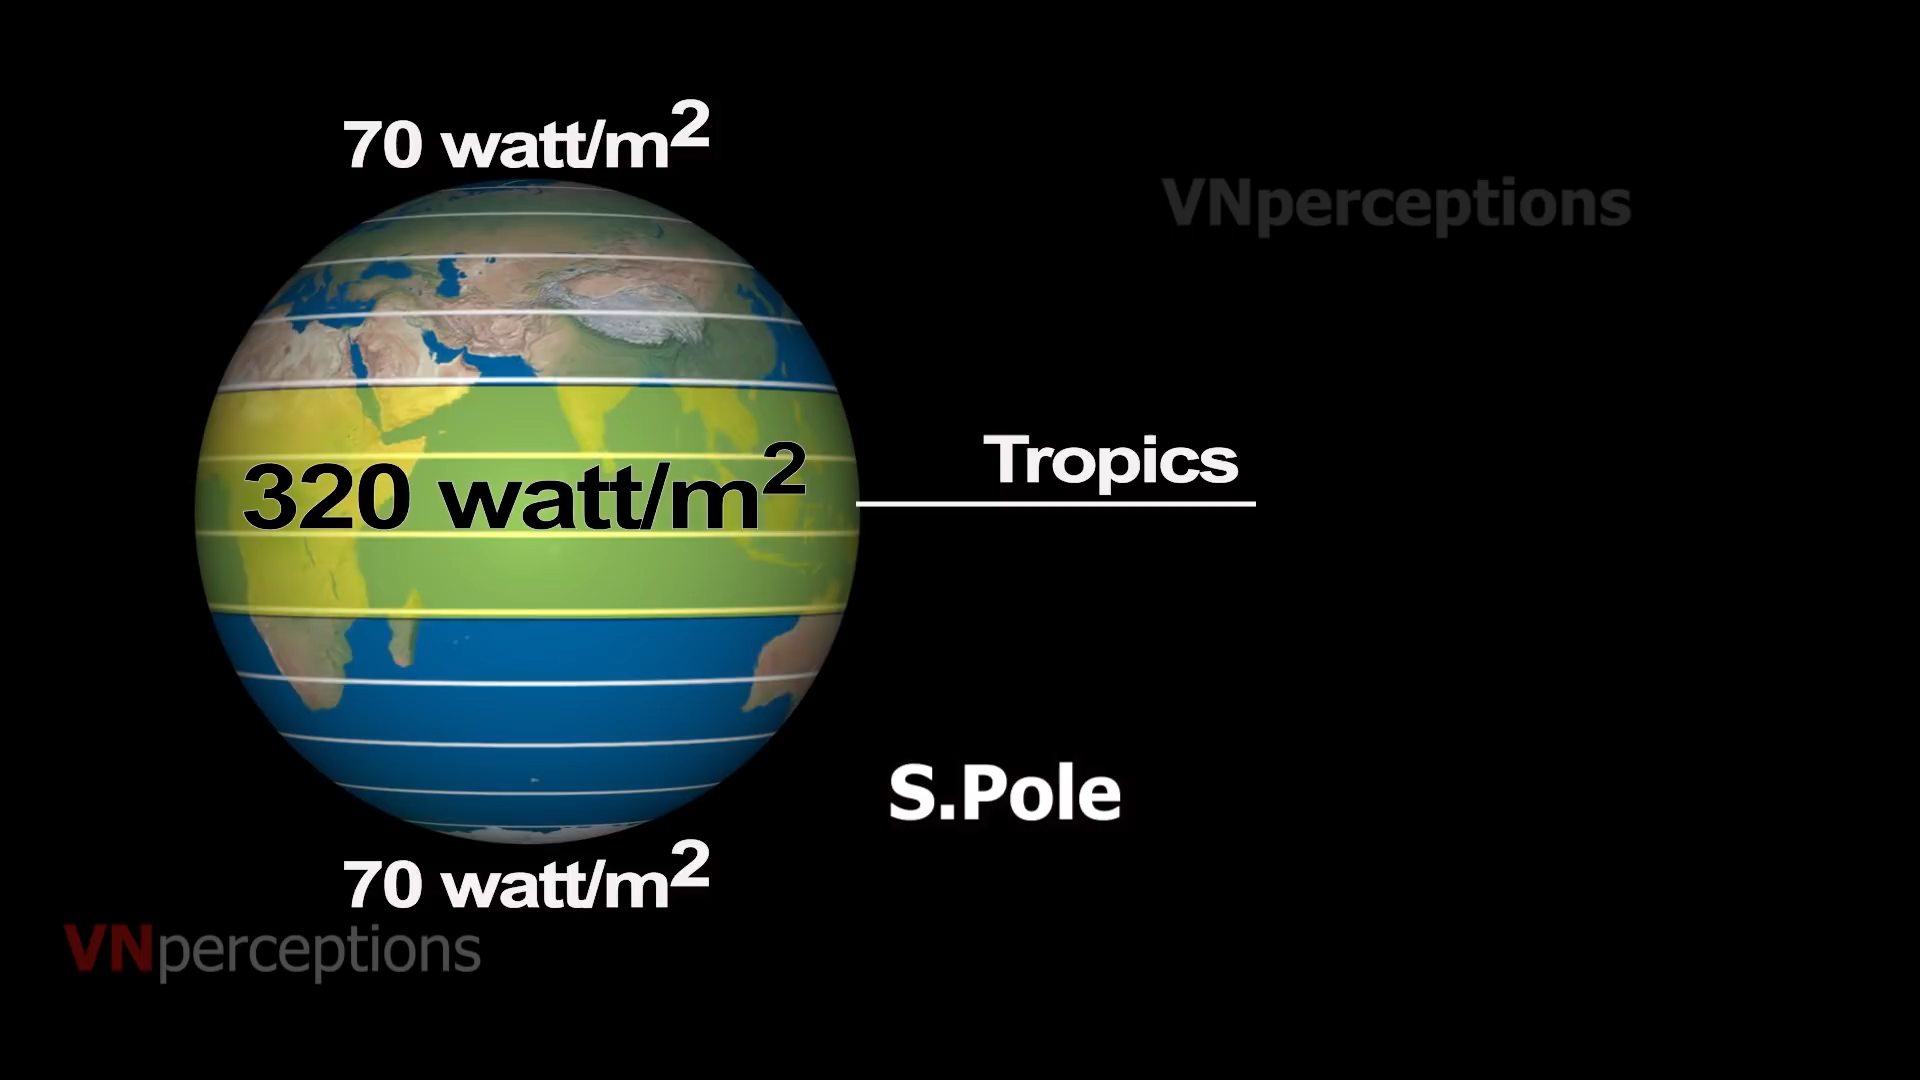 70 watt/m²
VNperceptions
Tropics
320 watt/m²
S.Pole
70 watt/m²
VNperceptions